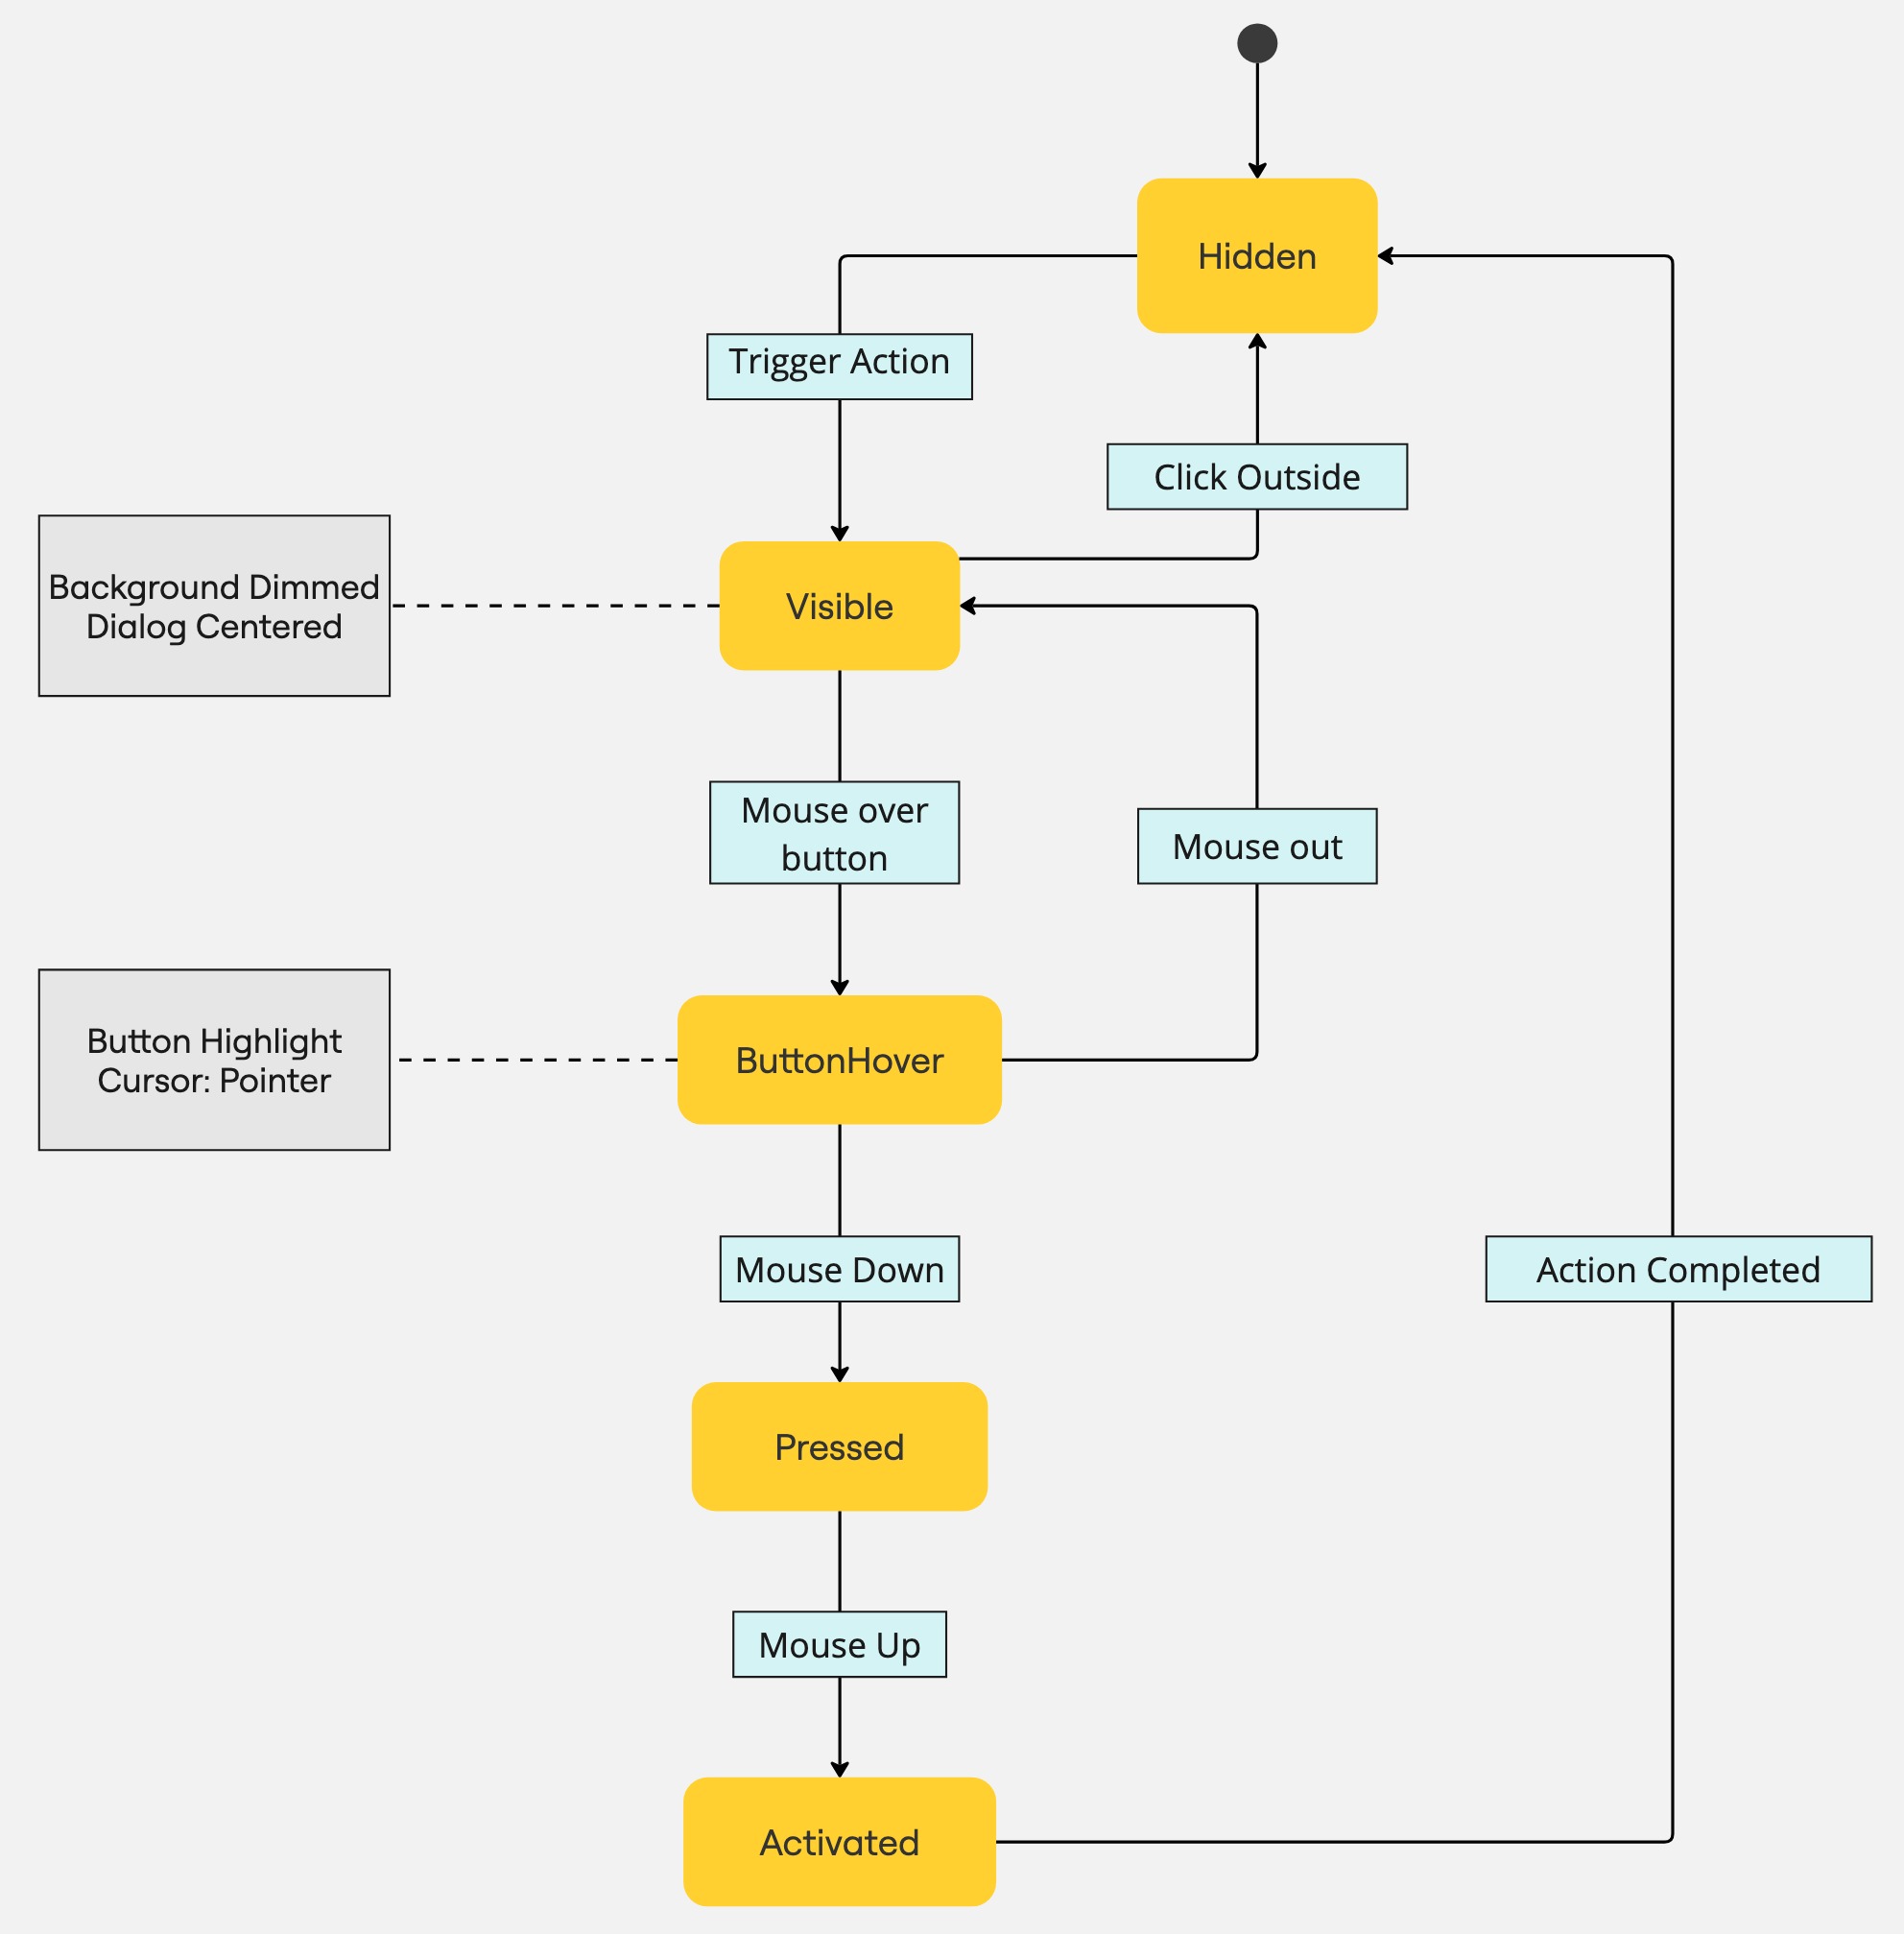 Hidden
Trigger Action
Click Outside
Background Dimmed
Dialog Centered
Visible
Mouse over
button
Mouse out
Button Highlight
Cursor: Pointer
ButtonHover
Mouse Down
Action Completed
Pressed
Mouse Up
Activated